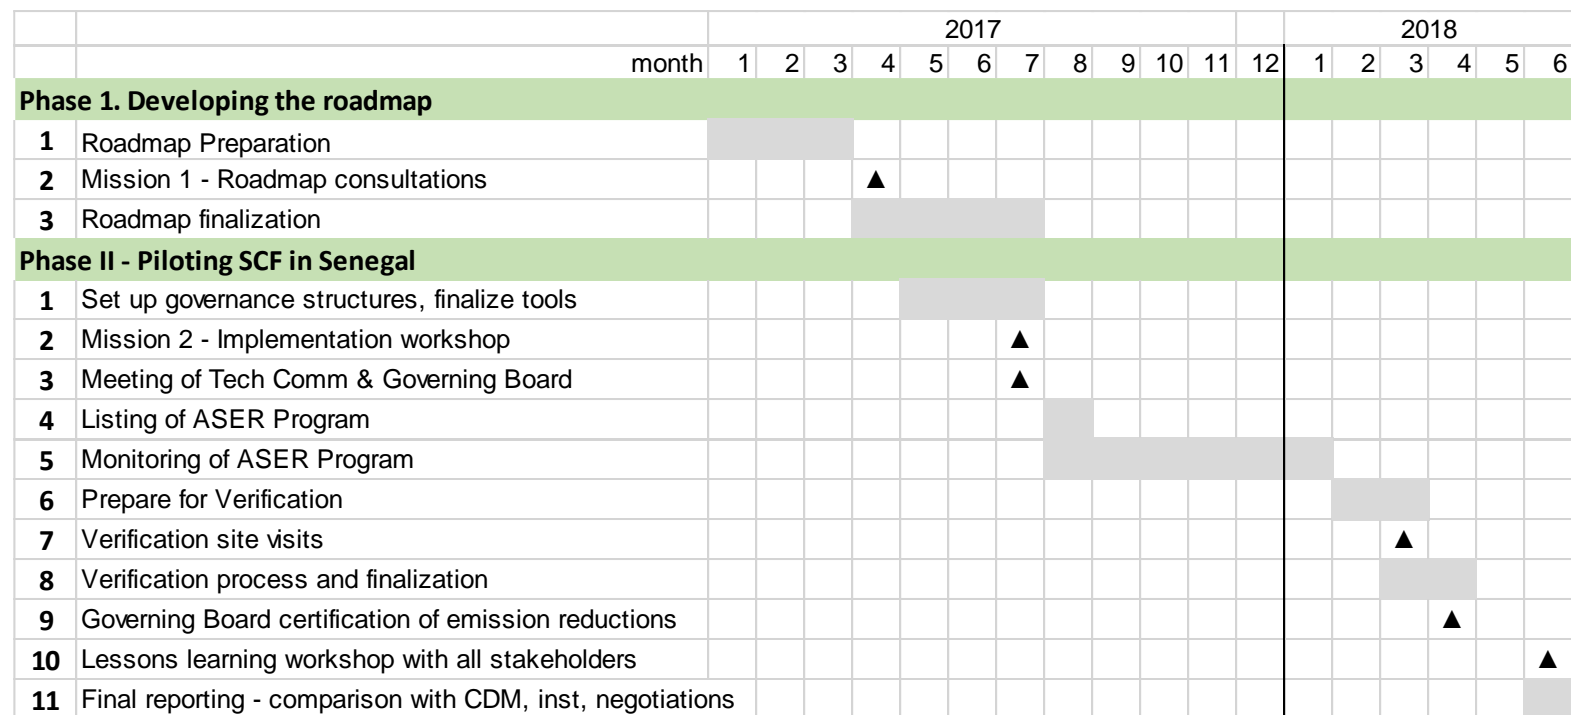 2017 2018
month 1 2 3 4 5 6 7 8 9 10 11 12 1 2 3 4 5 6
Phase 1. Developing the roadmap
1 Roadmap Preparation
2 Mission 1 - Roadmap consultations ▲
3 Roadmap finalization
Phase II - Piloting SCF in Senegal
1 Set up governance structures, finalize tools
2 Mission 2 - Implementation workshop ▲
3 Meeting of Tech Comm & Governing Board ▲
4 Listing of ASER Program
5 Monitoring of ASER Program
6 Prepare for Verification
7 Verification site visits ▲
8 Verification process and finalization
9 Governing Board certification of emission reductions ▲
10 Lessons learning workshop with all stakeholders ▲
11 Final reporting - comparison with CDM, inst, negotiations